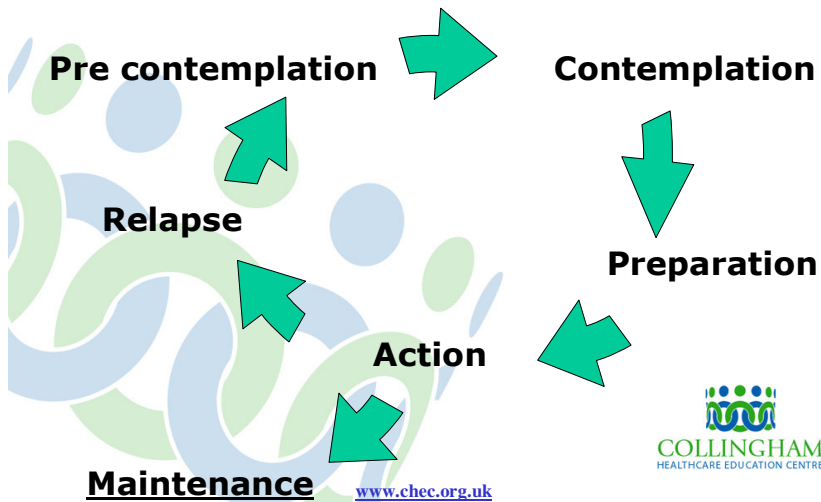 Pre contemplation
Contemplation
Relapse
Preparation
Action
Maintenance
www.chec.org.uk
COLLINGHAM
HEALTHCARE EDUCATION CENTRE